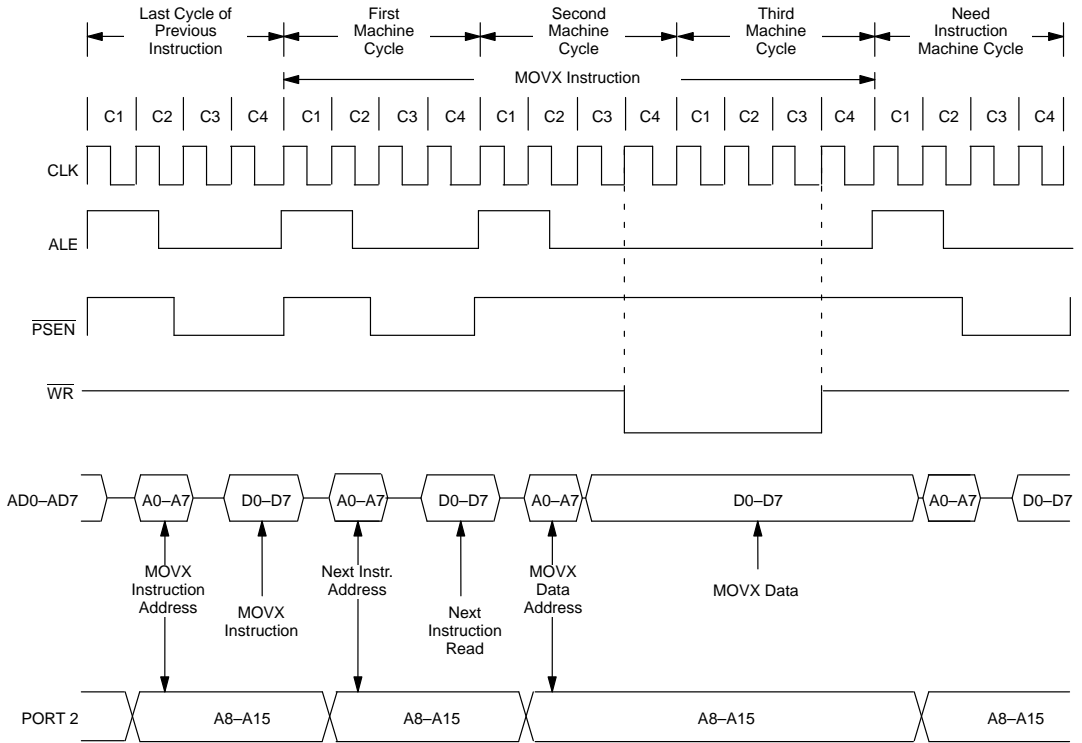 Last Cycle of
Previous
Instruction
First
Machine
Cycle
Second
Machine
Cycle
Third
Machine
Cycle
Need
Instruction
Machine Cycle
MOVX Instruction
C1 C2 C3 C4 C1 C2 C3 C4 C1 C2 C3 C4 C1 C2 C3 C4 C1 C2 C3 C4
CLK
ALE
PSEN
WR
AD0–AD7 A0–A7 D0–D7 A0–A7 D0–D7 A0–A7 D0–D7 A0–A7 D0–D7
MOVX
Instruction
Address
MOVX
Instruction
Next Instr.
Address
Next
Instruction
Read
MOVX
Data
Address
MOVX Data
PORT 2 A8–A15 A8–A15 A8–A15 A8–A15